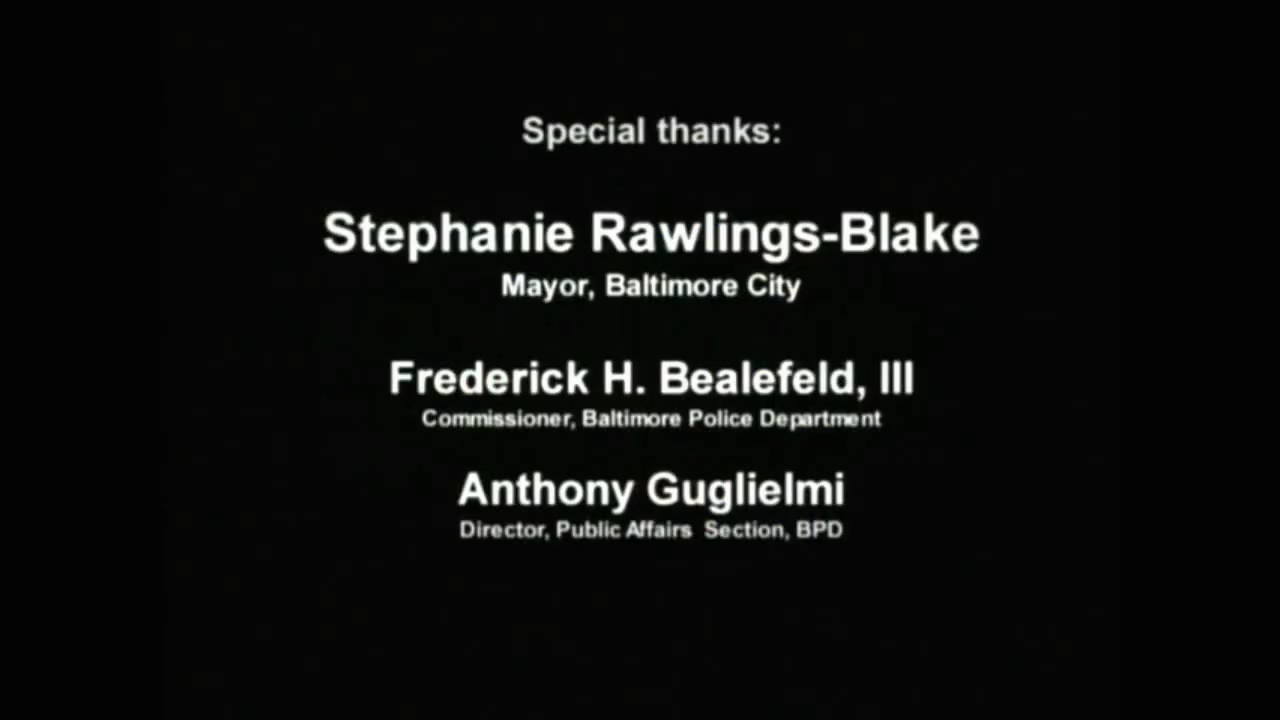 Special thanks:
Stephanie Rawlings-Blake
Mayor, Baltimore City
Frederick H. Bealefeld, III
Commissioner, Baltimore Police Department
Anthony Guglielmi
Director, Public Affairs Section, BPD